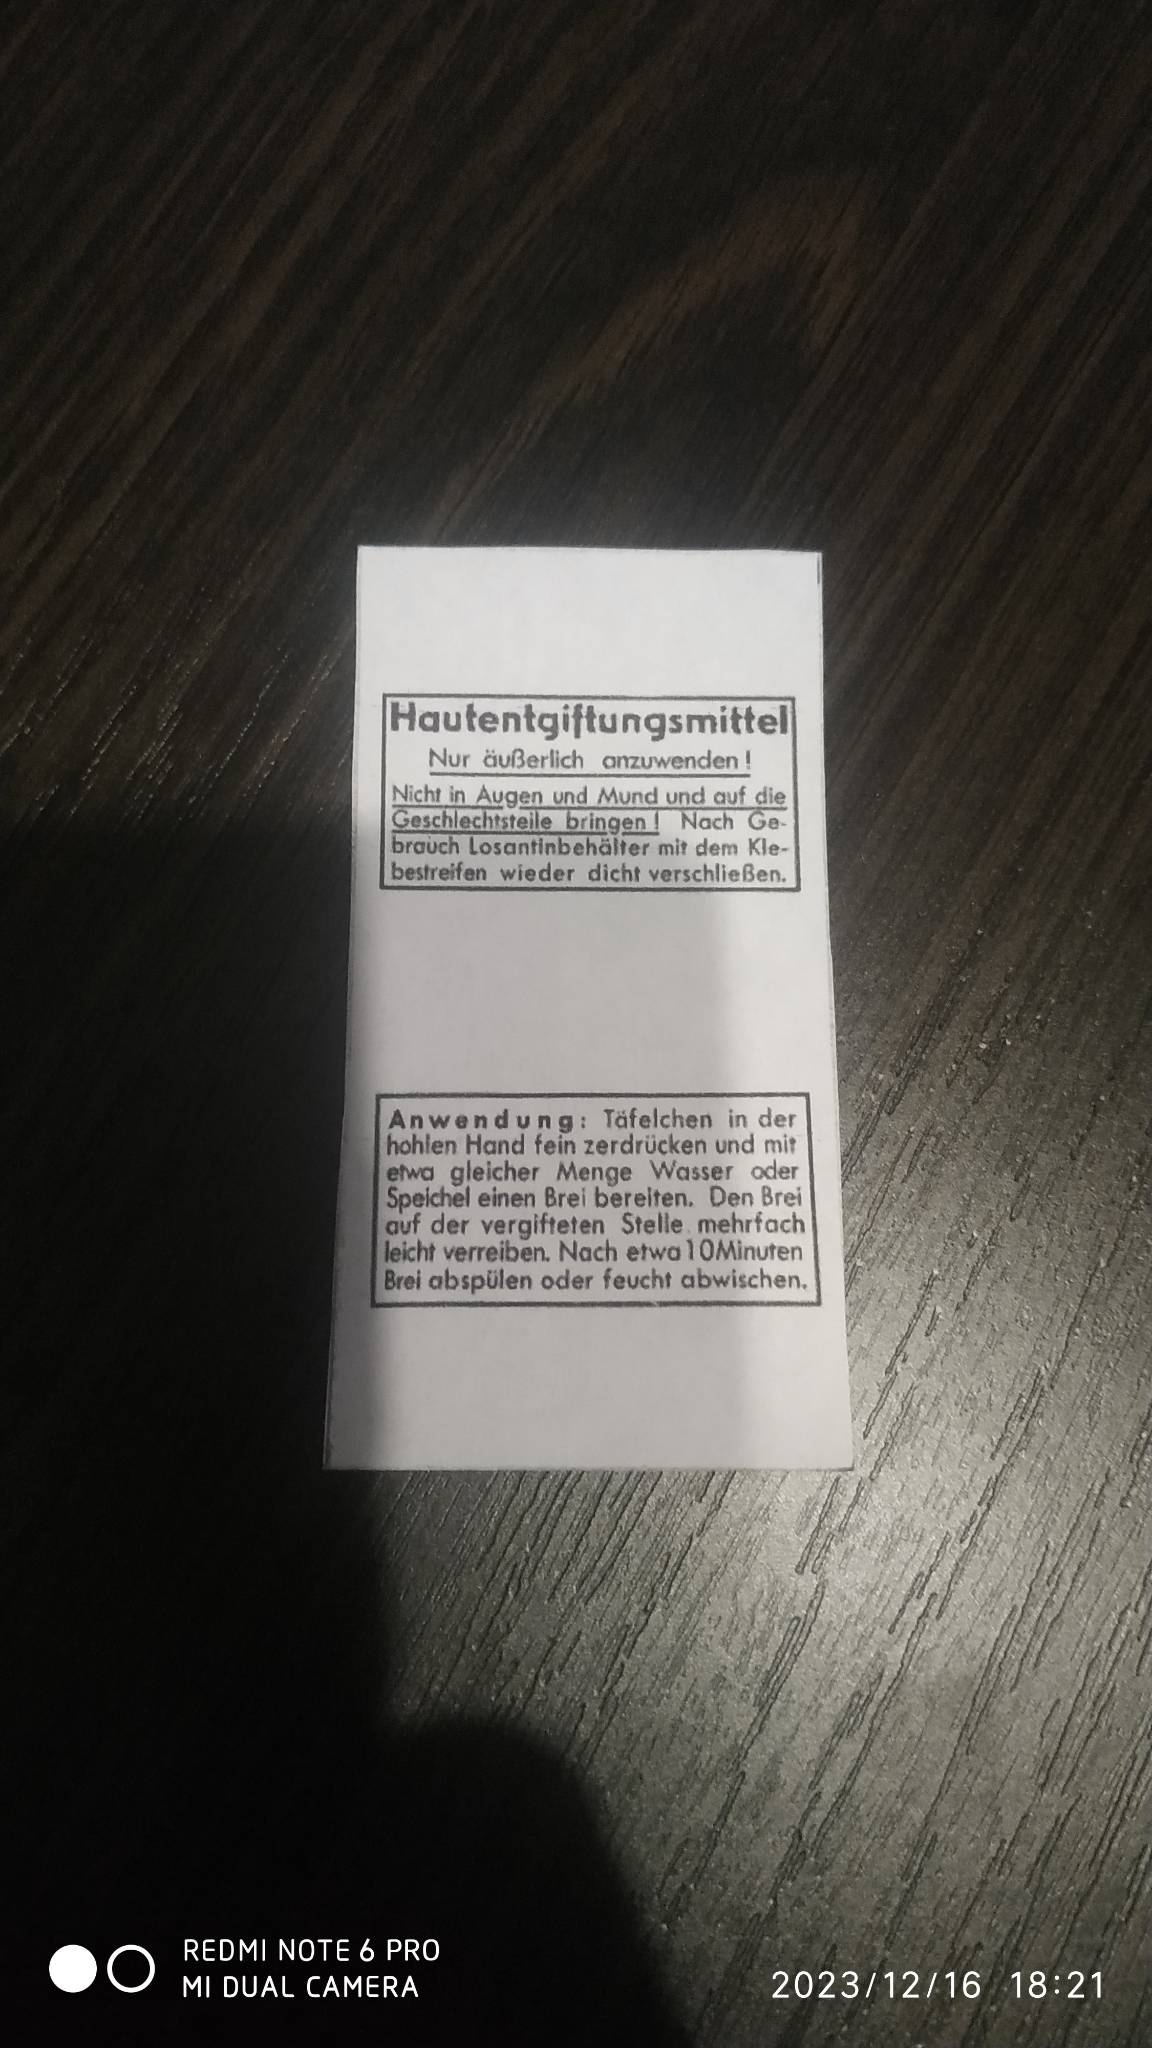 Hautentgiftungsmittel
Nur äußerlich anzuwenden!
Nicht in Augen und Mund und auf die
Geschlechtsteile bringen! Nach Ge-
brauch Losantinbehälter mit dem Kle-
bestreifen wieder dicht verschließen.
Anwendung: Täfelchen in der
hohlen Hand fein zerdrücken und mit
etwa gleicher Menge Wasser oder
Speichel einen Brei bereiten. Den Brei
auf der vergifteten Stelle mehrfach
leicht verreiben. Nach etwa 10Minuten
Brei abspülen oder feucht abwischen.
REDMI NOTE 6 PRO
MI DUAL CAMERA
2023/12/16 18:21